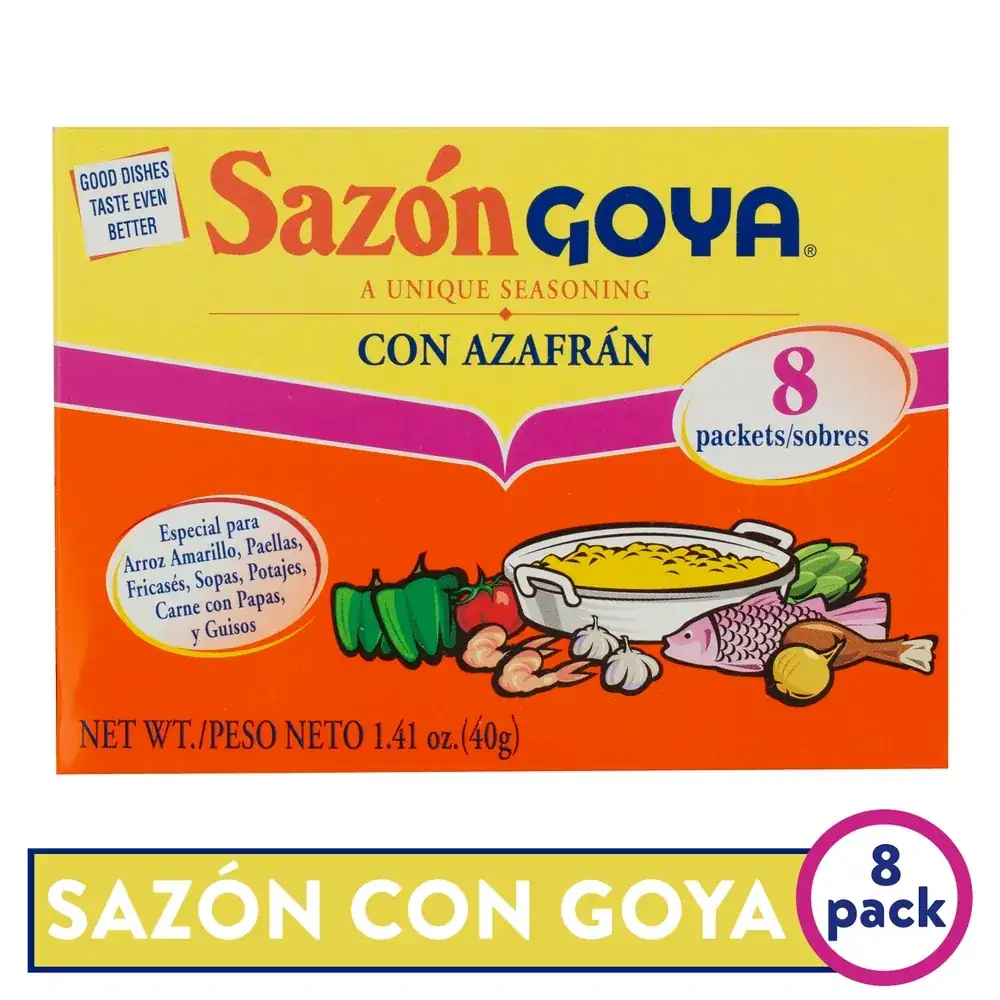 GOOD DISHES
TASTE EVEN
BETTER
Sazón GOYA®
A UNIQUE SEASONING
CON AZAFRÁN
8
packets/sobres
Especial para
Arroz Amarillo, Paellas,
Fricasés, Sopas, Potajes,
Carne con Papas,
y Guisos
NET WT./PESO NETO 1.41 oz.(40g)
SAZÓN CON GOYA
8
pack